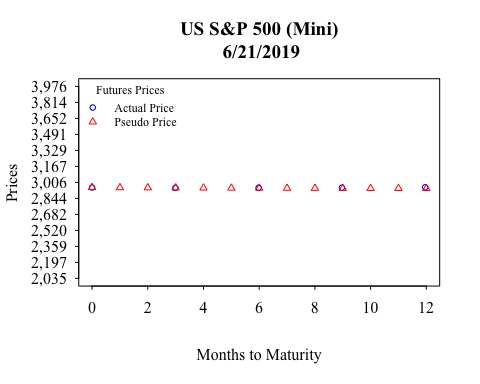 US S&P 500 (Mini)
6/21/2019
Futures Prices
Actual Price
Pseudo Price
Prices
3,976
3,814
3,652
3,491
3,329
3,167
3,006
2,844
2,682
2,520
2,359
2,197
2,035
0 2 4 6 8 10 12
Months to Maturity